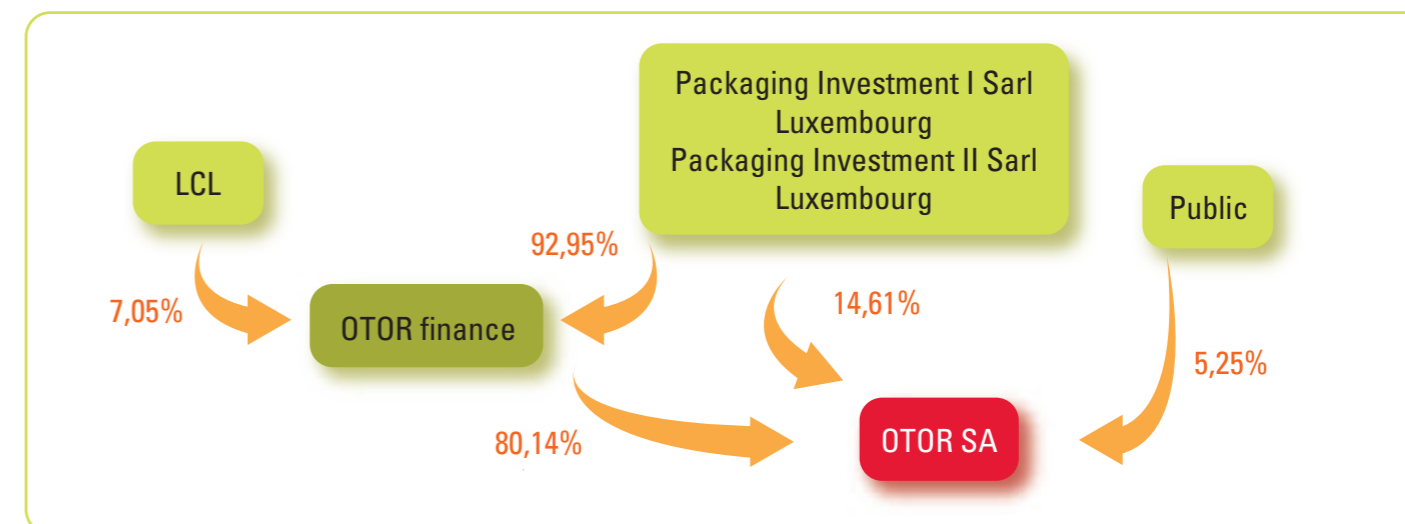 Packaging Investment I Sarl
Luxembourg
Packaging Investment II Sarl
Luxembourg
LCL
Public
92,95%
7,05%
OTOR finance
14,61%
5,25%
80,14%
OTOR SA